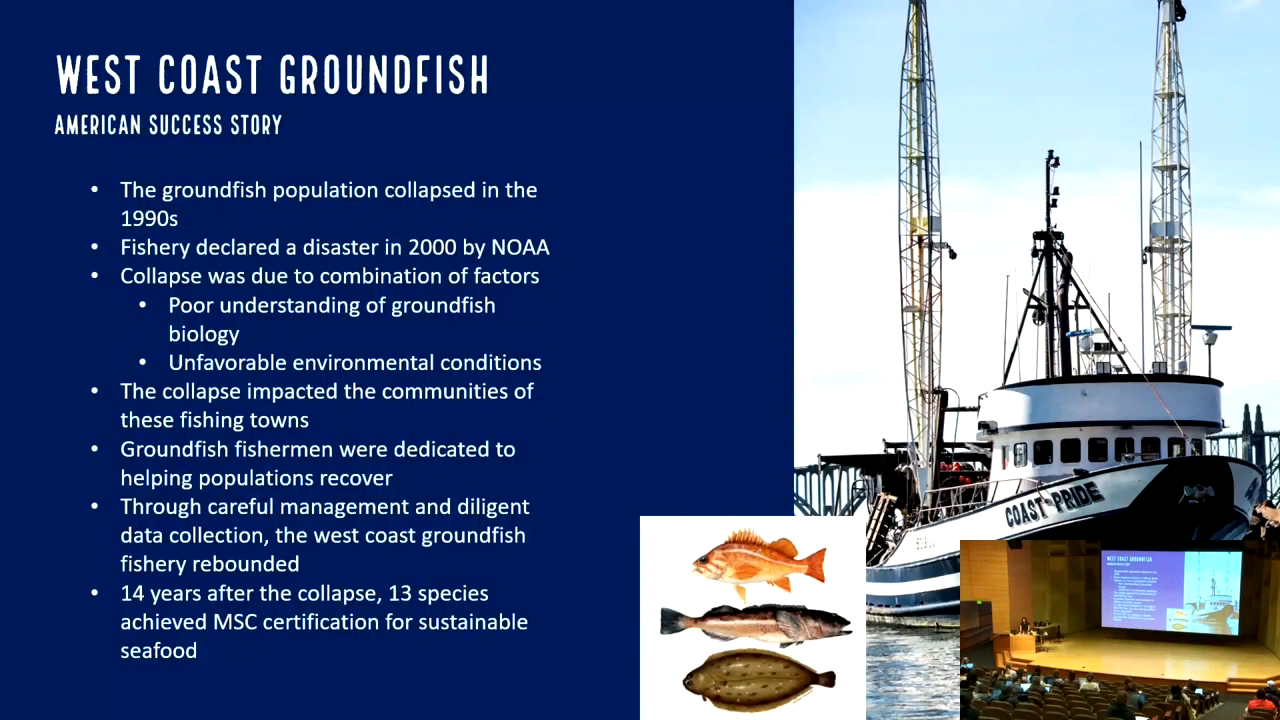 WEST COAST GROUNDFISH
AMERICAN SUCCESS STORY
• The groundfish population collapsed in the
1990s
• Fishery declared a disaster in 2000 by NOAA
• Collapse was due to combination of factors
• Poor understanding of groundfish
biology
• Unfavorable environmental conditions
• The collapse impacted the communities of
these fishing towns
• Groundfish fishermen were dedicated to
helping populations recover
• Through careful management and diligent
data collection, the west coast groundfish
fishery rebounded
• 14 years after the collapse, 13 species
achieved MSC certification for sustainable
seafood
COAST PRIDE
WEST COAST GROUNDFISH